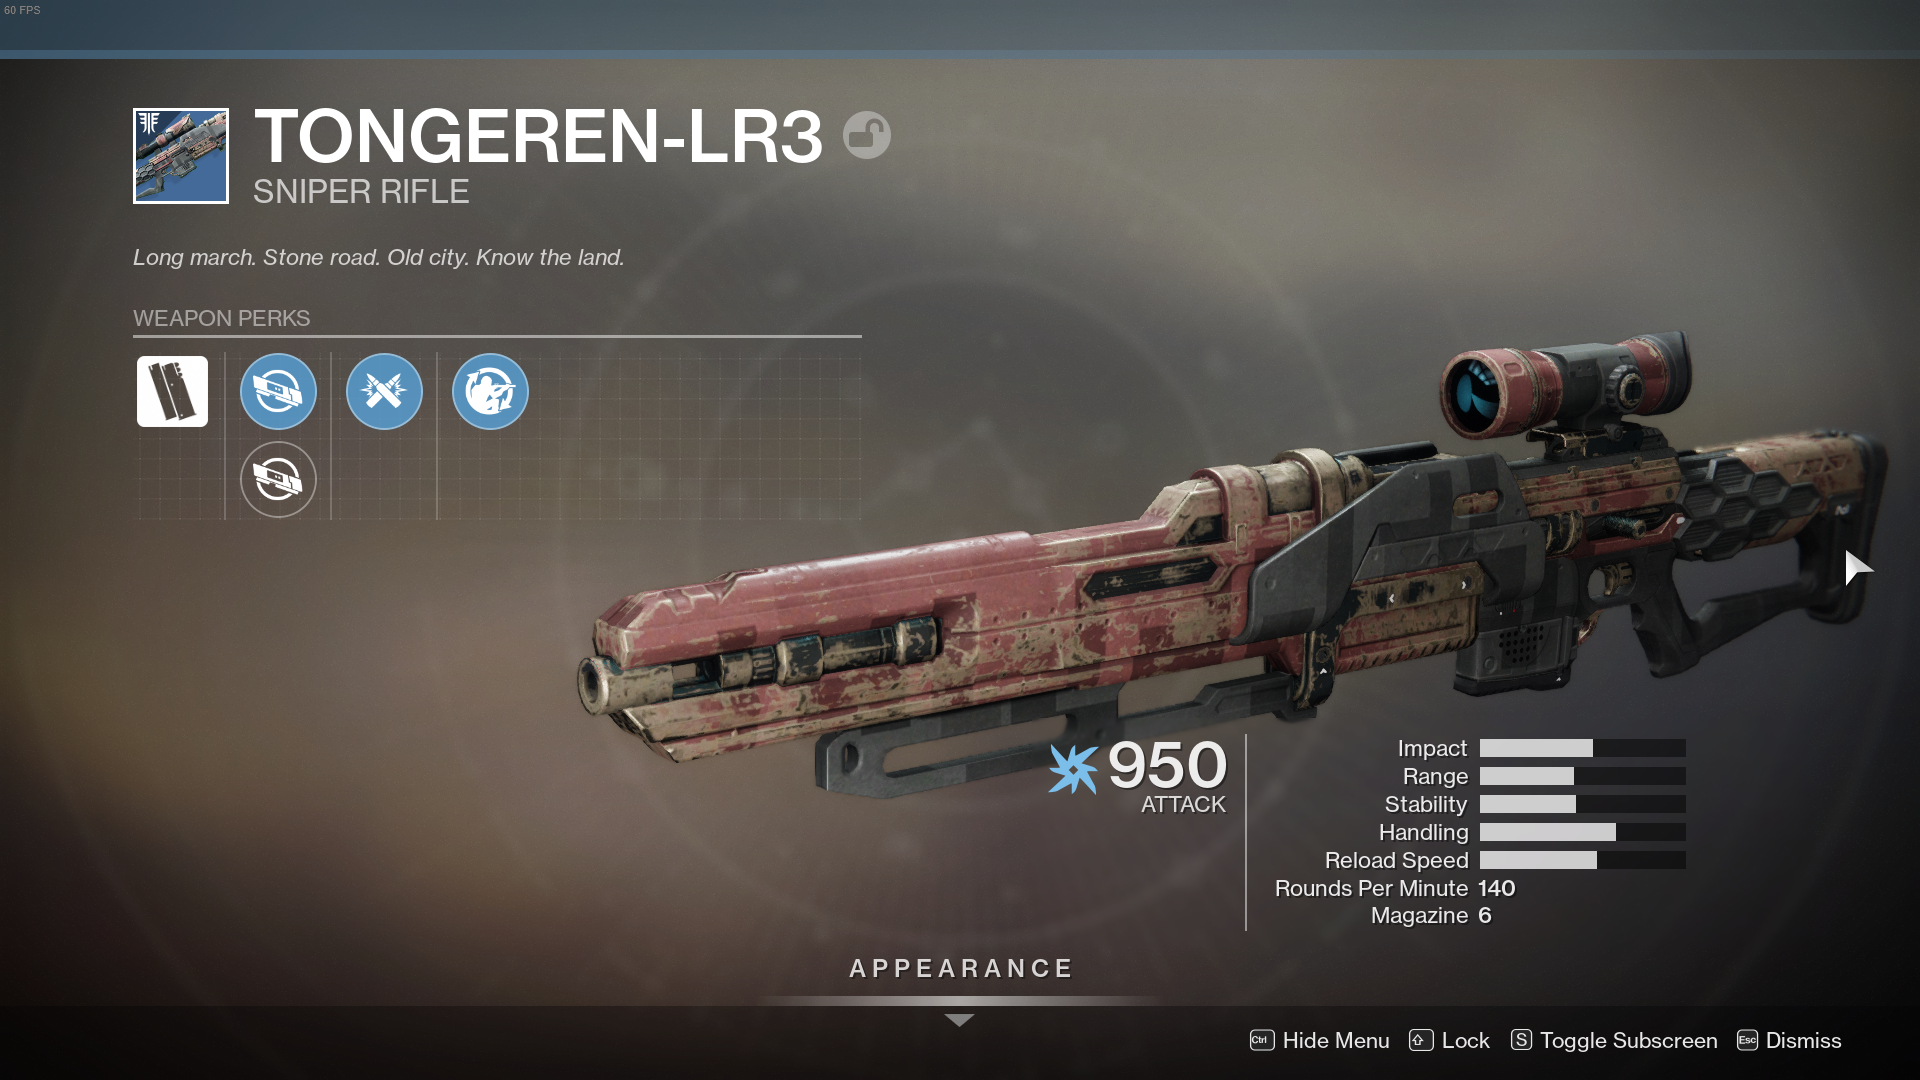 60 FPS
TONGEREN-LR3
SNIPER RIFLE
Long march. Stone road. Old city. Know the land.
WEAPON PERKS
950
ATTACK
Impact
Range
Stability
Handling
Reload Speed
Rounds Per Minute 140
Magazine 6
APPEARANCE
Ctrl Hide Menu Lock S Toggle Subscreen Esc Dismiss